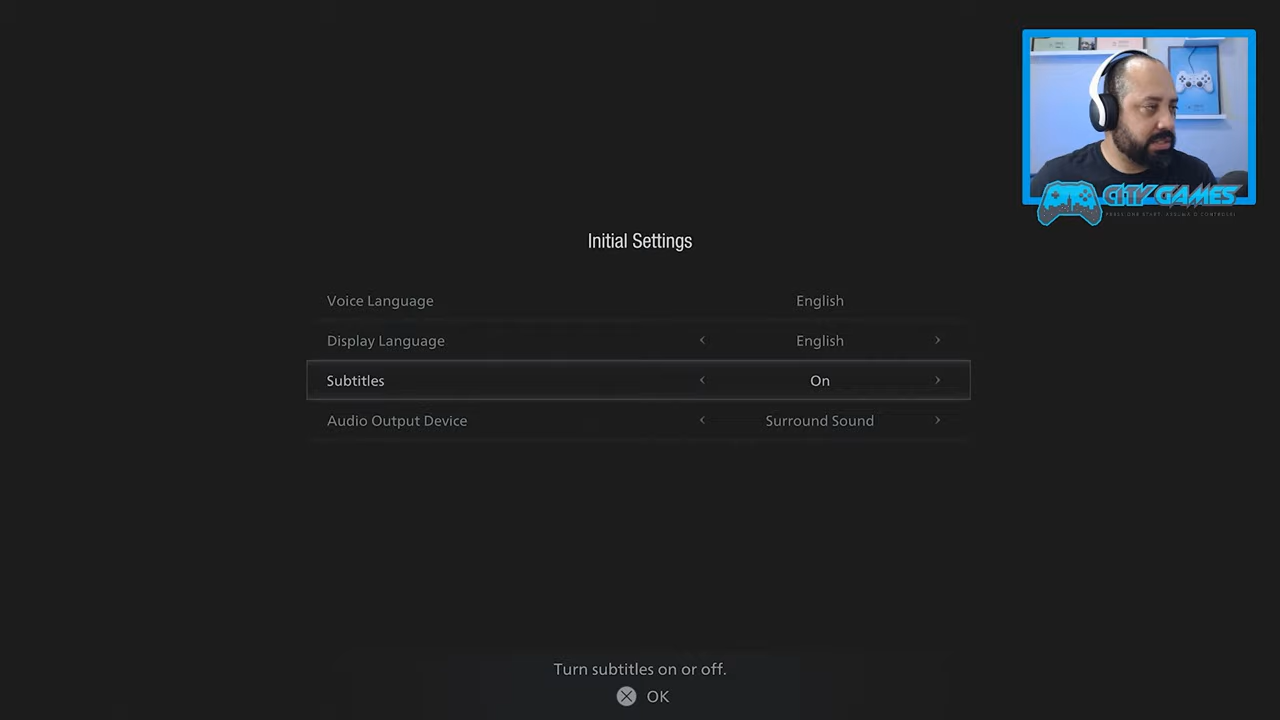 CITY GAMES
Initial Settings
Voice Language English
Display Language English
Subtitles On
Audio Output Device Surround Sound
Turn subtitles on or off.
OK